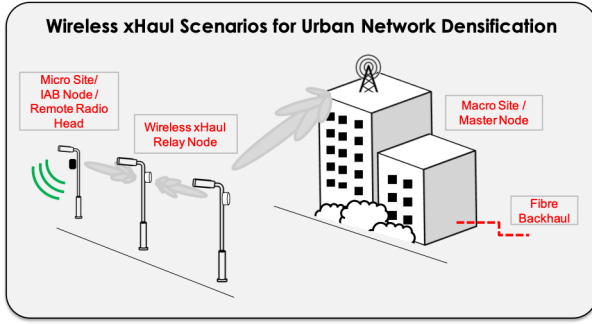 Wireless xHaul Scenarios for Urban Network Densification
Micro Site/
IAB Node /
Remote Radio
Head
Wireless xHaul
Relay Node
Macro Site /
Master Node
Fibre
Backhaul